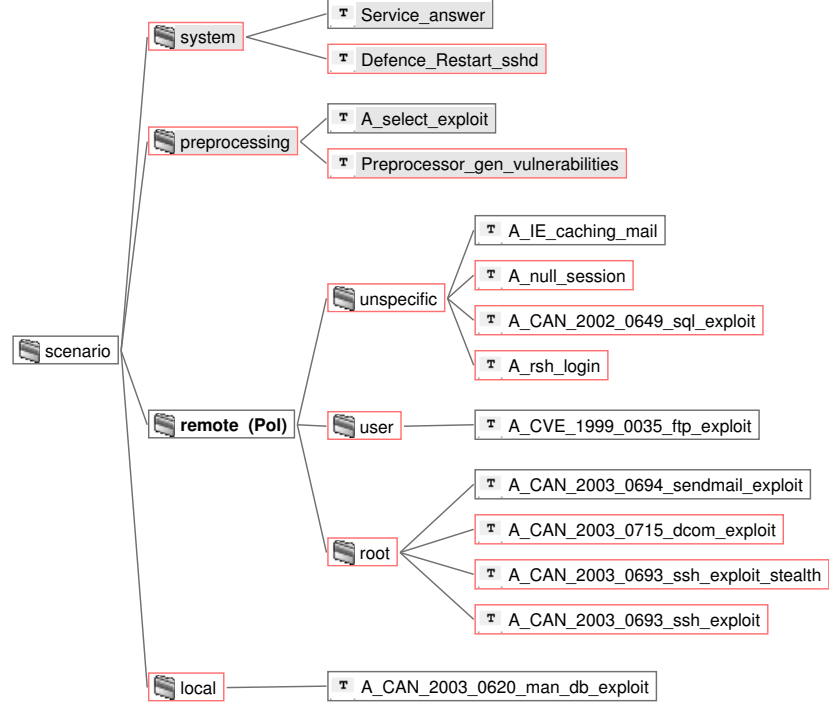 Service_answer
system
Defence_Restart_sshd
A_select_exploit
preprocessing
Preprocessor_gen_vulnerabilities
A_IE_caching_mail
A_null_session
unspecific
A_CAN_2002_0649_sql_exploit
scenario
A_rsh_login
remote (PoI)
user
A_CVE_1999_0035_ftp_exploit
A_CAN_2003_0694_sendmail_exploit
A_CAN_2003_0715_dcom_exploit
root
A_CAN_2003_0693_ssh_exploit_stealth
A_CAN_2003_0693_ssh_exploit
local
A_CAN_2003_0620_man_db_exploit